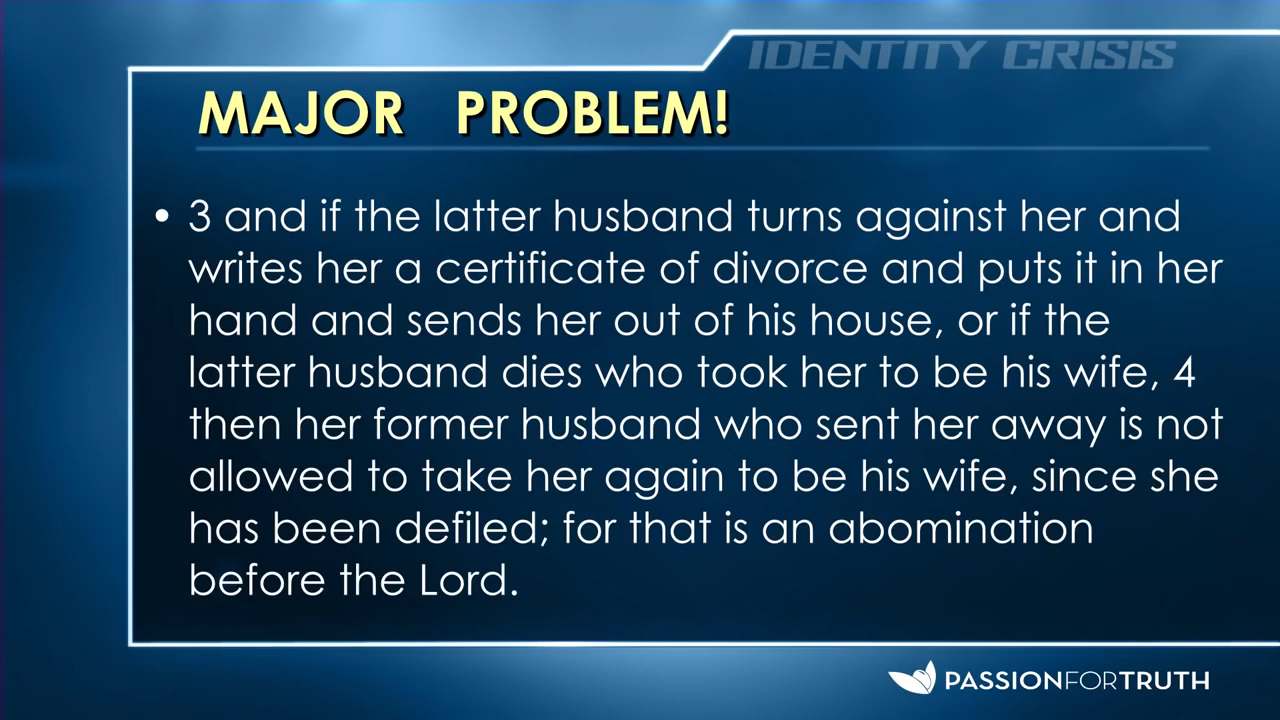 IDENTITY CRISIS
MAJOR PROBLEM!
• 3 and if the latter husband turns against her and
writes her a certificate of divorce and puts it in her
hand and sends her out of his house, or if the
latter husband dies who took her to be his wife, 4
then her former husband who sent her away is not
allowed to take her again to be his wife, since she
has been defiled; for that is an abomination
before the Lord.
PASSIONFORTRUTH